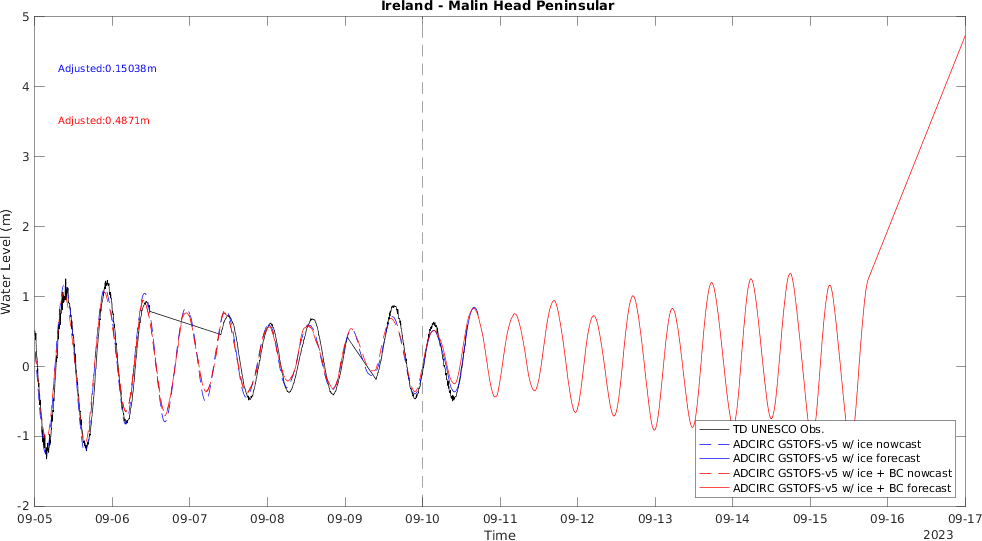 Ireland - Malin Head Peninsular
5
4
3
2
1
0
-1
-2
Water Level (m)
Adjusted:0.15038m
Adjusted:0.4871m
TD UNESCO Obs.
ADCIRC GSTOFS-v5 w/ ice nowcast
ADCIRC GSTOFS-v5 w/ ice forecast
ADCIRC GSTOFS-v5 w/ ice + BC nowcast
ADCIRC GSTOFS-v5 w/ ice + BC forecast
09-05 09-06 09-07 09-08 09-09 09-10 09-11 09-12 09-13 09-14 09-15 09-16 09-17
Time
2023